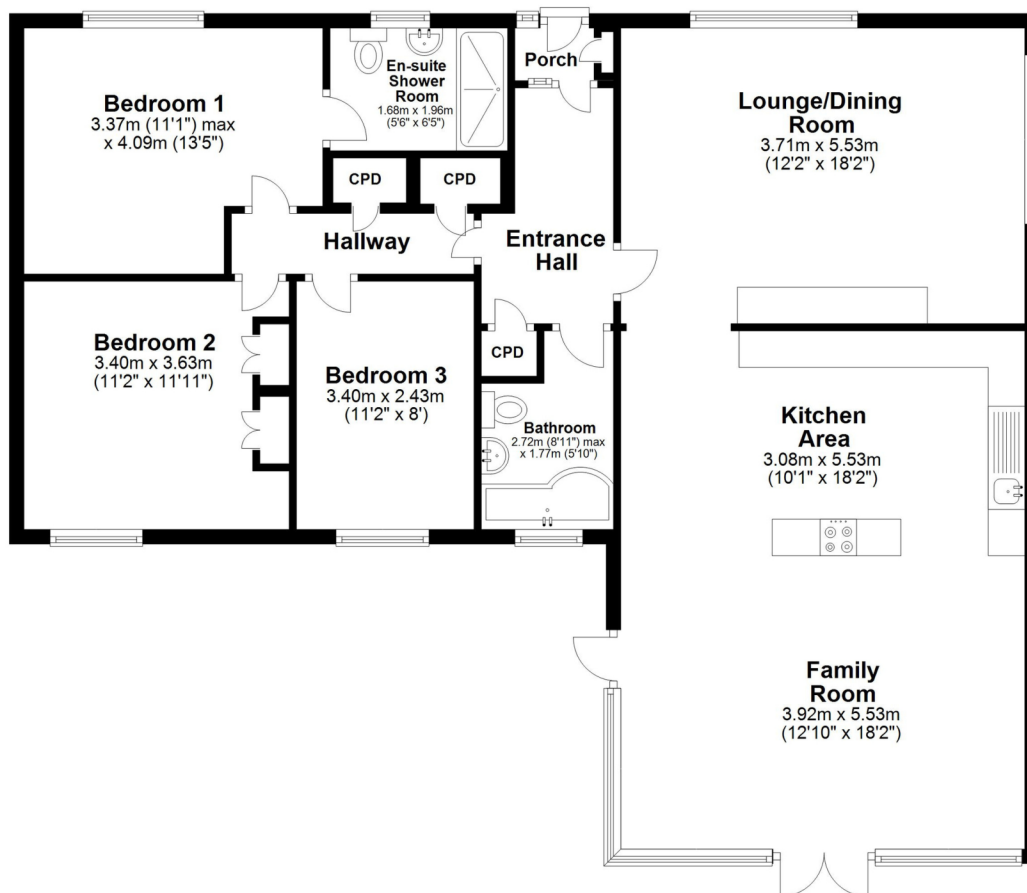 Bedroom 1
3.37m (11'1") max
x 4.09m (13'5")
En-suite
Shower
Room
1.68m x 1.96m
(5'6" x 6'5")
Porch
Lounge/Dining
Room
3.71m x 5.53m
(12'2" x 18'2")
CPD
CPD
Hallway
Entrance
Hall
Bedroom 2
3.40m x 3.63m
(11'2" x 11'11")
Bedroom 3
3.40m x 2.43m
(11'2" x 8')
CPD
Bathroom
2.72m (8'11") max
x 1.77m (5'10")
Kitchen
Area
3.08m x 5.53m
(10'1" x 18'2")
Family
Room
3.92m x 5.53m
(12'10" x 18'2")